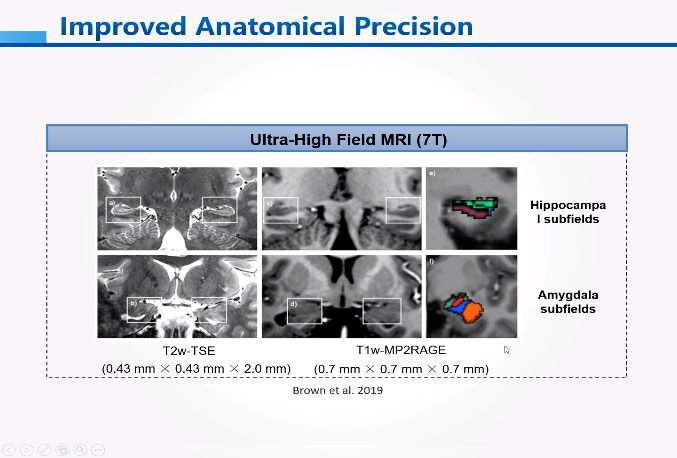 Improved Anatomical Precision
Ultra-High Field MRI (7T)
a)
c)
e)
Hippocampa
l subfields
b)
d)
f)
Amygdala
subfields
T2w-TSE
T1w-MP2RAGE
(0.43 mm × 0.43 mm × 2.0 mm)
(0.7 mm × 0.7 mm × 0.7 mm)
Brown et al. 2019